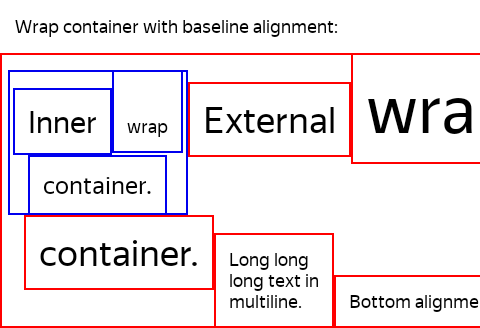 Wrap container with baseline alignment:
Inner wrap External wra
container.
container.
Long long
long text in
multiline.
Bottom alignme